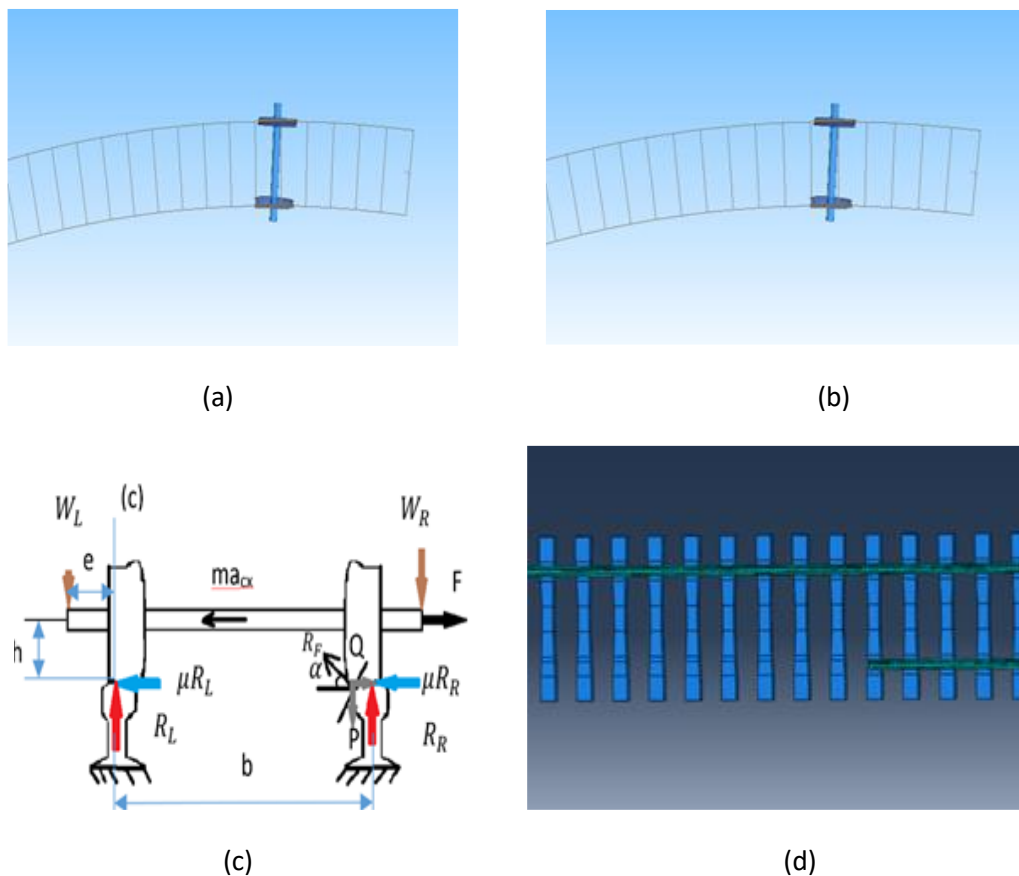 (a)
(b)
(c)
W_L
W_R
e
ma_cx
F
h
R_F
Q
α
μR_L
μR_R
P
R_L
R_R
b
(c)
(d)